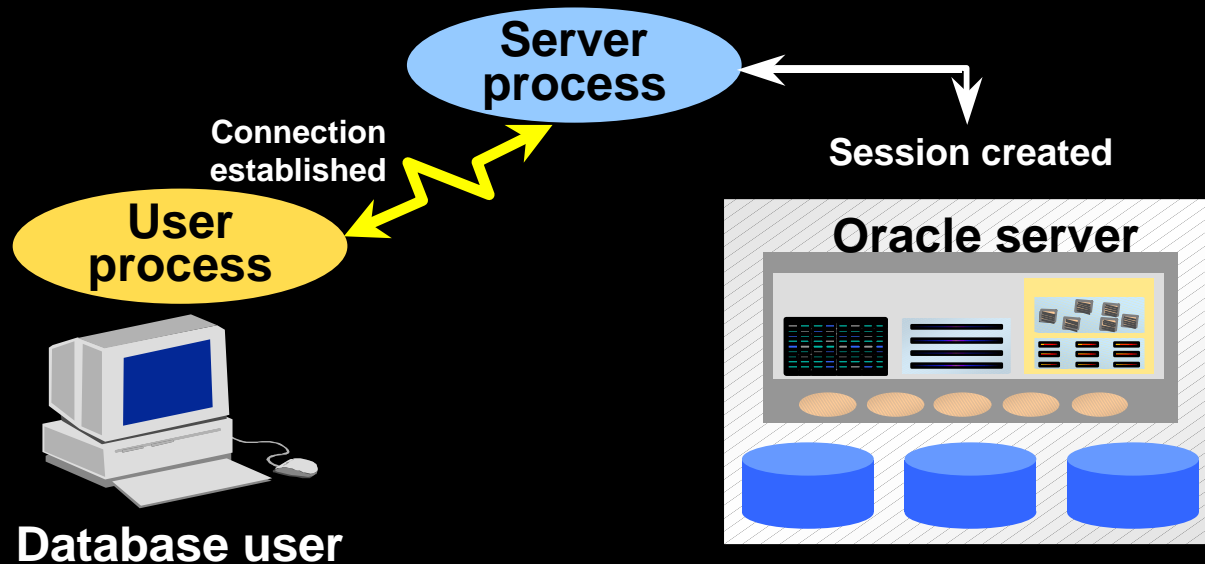 Server
process
Connection
established
Session created
User
process
Oracle server
Database user